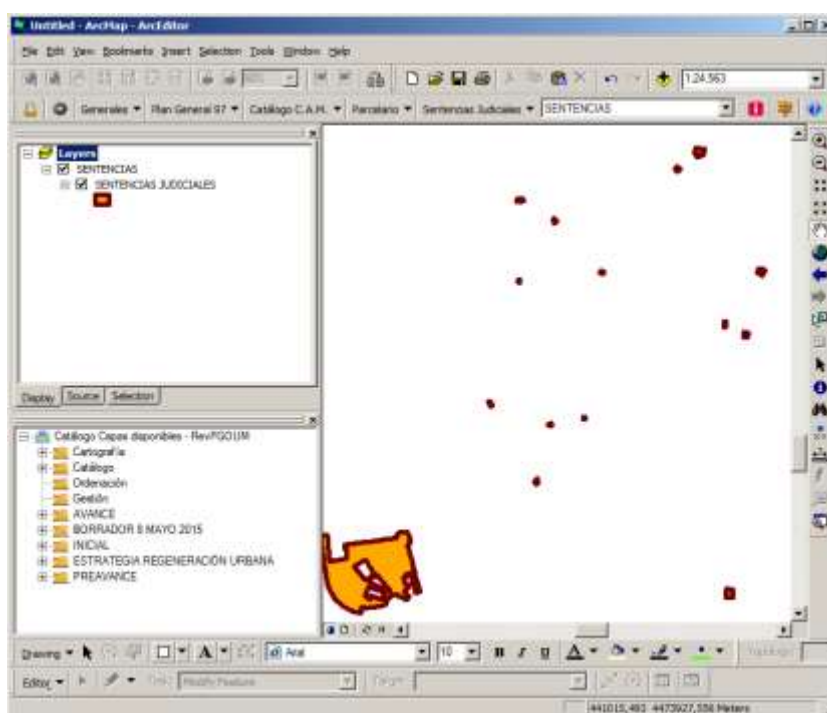 Untitled - ArcMap - ArcEditor
File Edit View Bookmarks Insert Selection Tools Window Help
1:24,563
Generales Plan General 97 Catálogo C.A.M. Parcelario Sentencias Judiciales SENTENCIAS
Layers
SENTENCIAS
SENTENCIAS JUDICIALES
Display Source Selection
Catálogo Capas disponibles - RevPGOUM
Cartografía
Catálogo
Ordenación
Gestión
AVANCE
BORRADOR 8 MAYO 2015
INICIAL
ESTRATEGIA REGENERACIÓN URBANA
PREAVANCE
Drawing A Arial 10 B I U A
Editor Task: Modify Feature Target:
441015,493 4473927,556 Meters